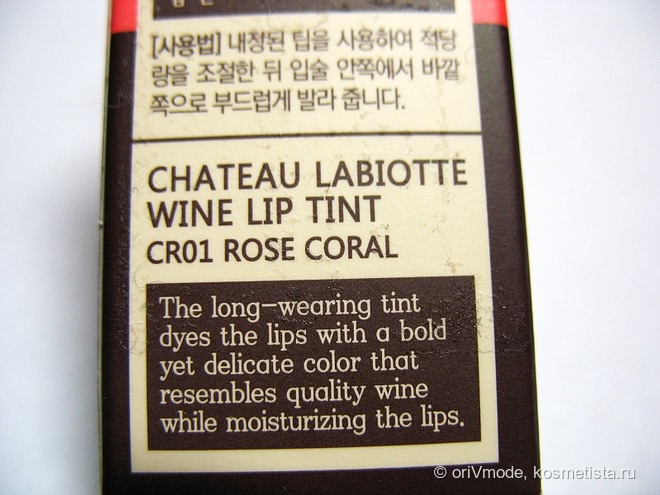 [사용법] 내장된 팁을 사용하여 적당
량을 조절한 뒤 입술 안쪽에서 바깥
쪽으로 부드럽게 발라 줍니다.
CHATEAU LABIOTTE
WINE LIP TINT
CR01 ROSE CORAL
The long-wearing tint
dyes the lips with a bold
yet delicate color that
resembles quality wine
while moisturizing the lips.
© oriVmode, kosmetista.ru